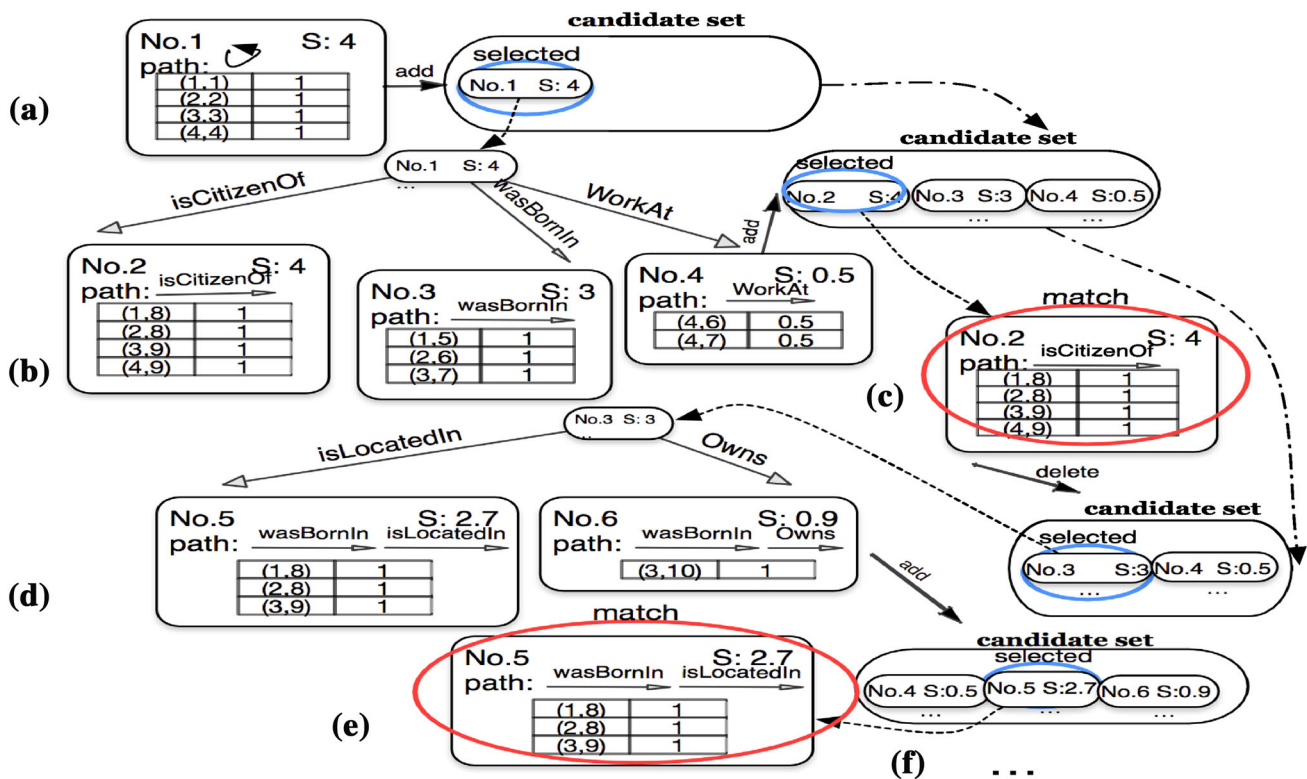 candidate set
No.1 S: 4
path:
(1.1) 1
(2.2) 1
(3.3) 1
(4,4) 1
add
selected
No.1 S: 4
(a)
candidate set
selected
No.2 S:4
No.3 S:3
No.4 S:0.5
... ...
No.1 S: 4
...
isCitizenOf
wasBornIn
WorkAt
add
No.2 S: 4
path: isCitizenOf
(1,8) 1
(2.8) 1
(3,9) 1
(4,9) 1
No.3 S: 3
path: wasBornIn
(1,5) 1
(2,6) 1
(3,7) 1
No.4 S: 0.5
path: WorkAt
(4,6) 0.5
(4,7) 0.5
(b)
match
No.2 S: 4
path: isCitizenOf
(1.8) 1
(2.8) 1
(3,9) 1
(4,9) 1
(c)
delete
No.3 S: 3
..
isLocatedIn
Owns
candidate set
selected
No.3 S:3
No.4 S:0.5
... ...
No.5 S: 2.7
path: wasBornIn isLocatedIn
(1,8) 1
(2,8) 1
(3,9) 1
No.6 S: 0.9
path: wasBornIn Owns
(3,10) 1
(d)
add
candidate set
selected
No.4 S:0.5
No.5 S:2.7
No.6 S:0.9
... ... ...
match
No.5 S: 2.7
path: wasBornIn isLocatedIn
(1,8) 1
(2,8) 1
(3,9) 1
(e)
(f) ...